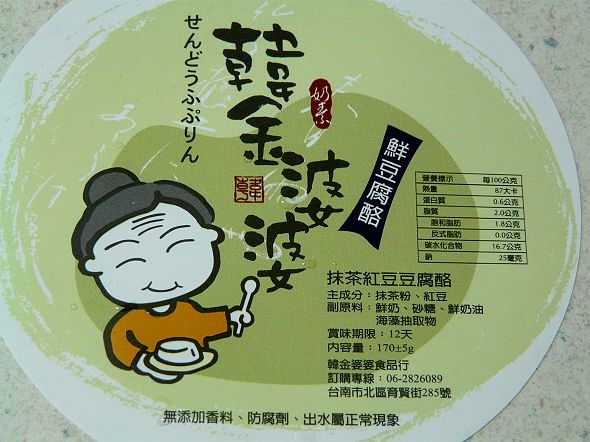 せんどうふぷりん
韓金婆婆
奶素
鮮豆腐酪
營養標示 每100公克
熱量 87大卡
蛋白質 0.6公克
脂質 2.0公克
飽和脂肪 1.8公克
反式脂肪 0.0公克
碳水化合物 16.7公克
鈉 25毫克
抹茶紅豆豆腐酪
主成分：抹茶粉、紅豆
副原料：鮮奶、砂糖、鮮奶油
海藻抽取物
賞味期限：12天
內容量：170±5g
韓金婆婆食品行
訂購專線：06-2826089
台南市北區育賢街285號
無添加香料、防腐劑、出水屬正常現象